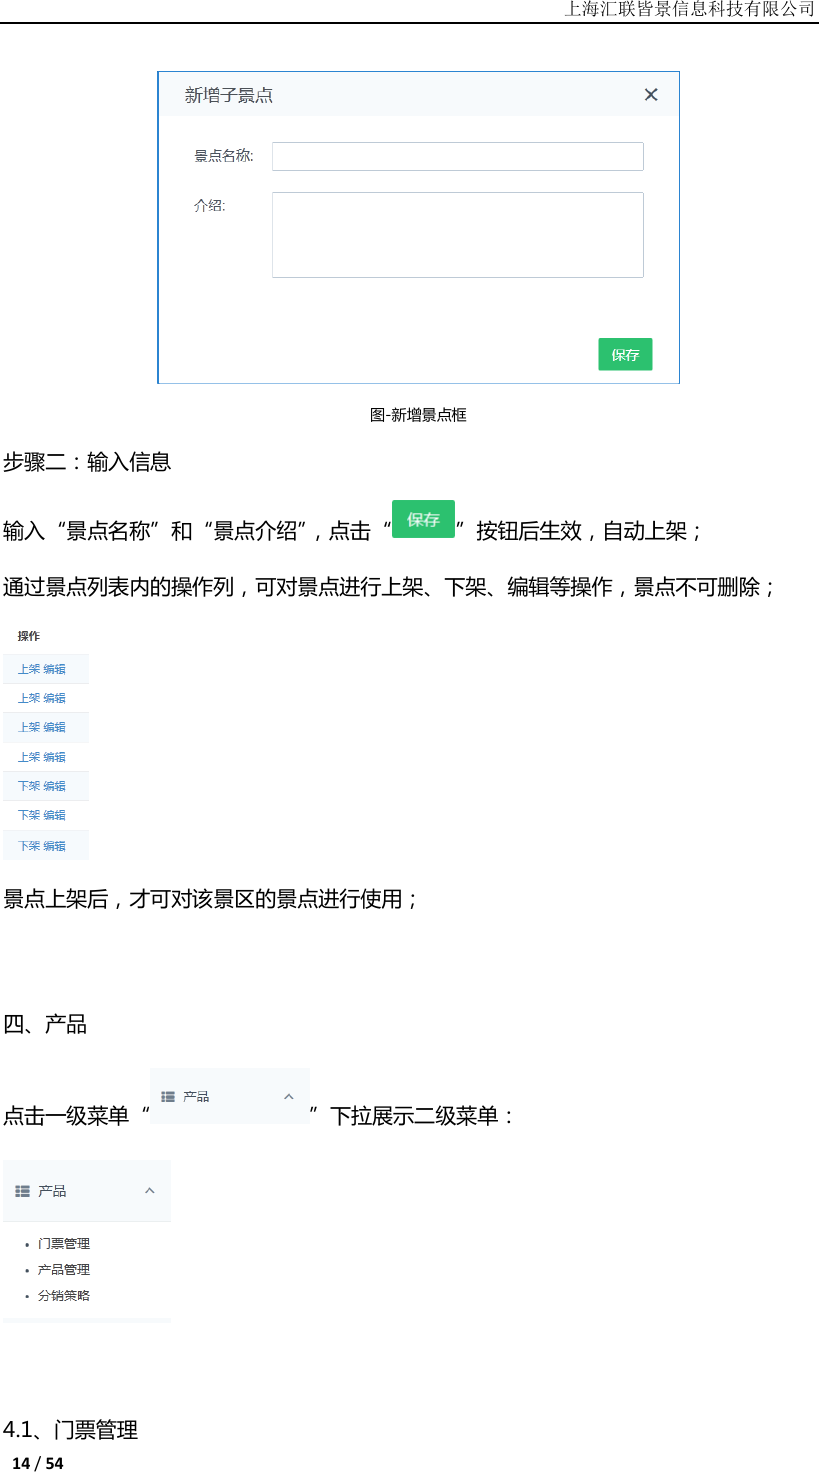 上海汇联皆景信息科技有限公司
新增子景点 ×
景点名称:
介绍:
保存
图-新增景点框
步骤二：输入信息
输入“景点名称”和“景点介绍”，点击“保存”按钮后生效，自动上架；
通过景点列表内的操作列，可对景点进行上架、下架、编辑等操作，景点不可删除；
操作
上架 编辑
上架 编辑
上架 编辑
上架 编辑
下架 编辑
下架 编辑
下架 编辑
景点上架后，才可对该景区的景点进行使用；
四、产品
点击一级菜单“产品”下拉展示二级菜单：
产品
• 门票管理
• 产品管理
• 分销策略
4.1、门票管理
14 / 54